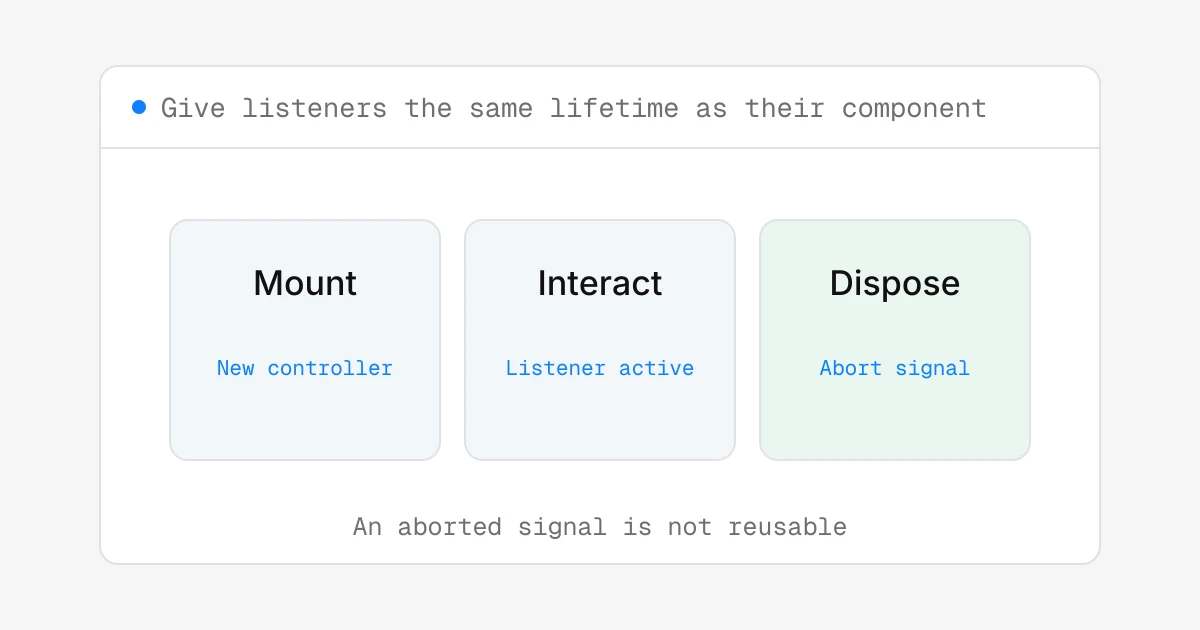 Give listeners the same lifetime as their component
Mount
New controller
Interact
Listener active
Dispose
Abort signal
An aborted signal is not reusable